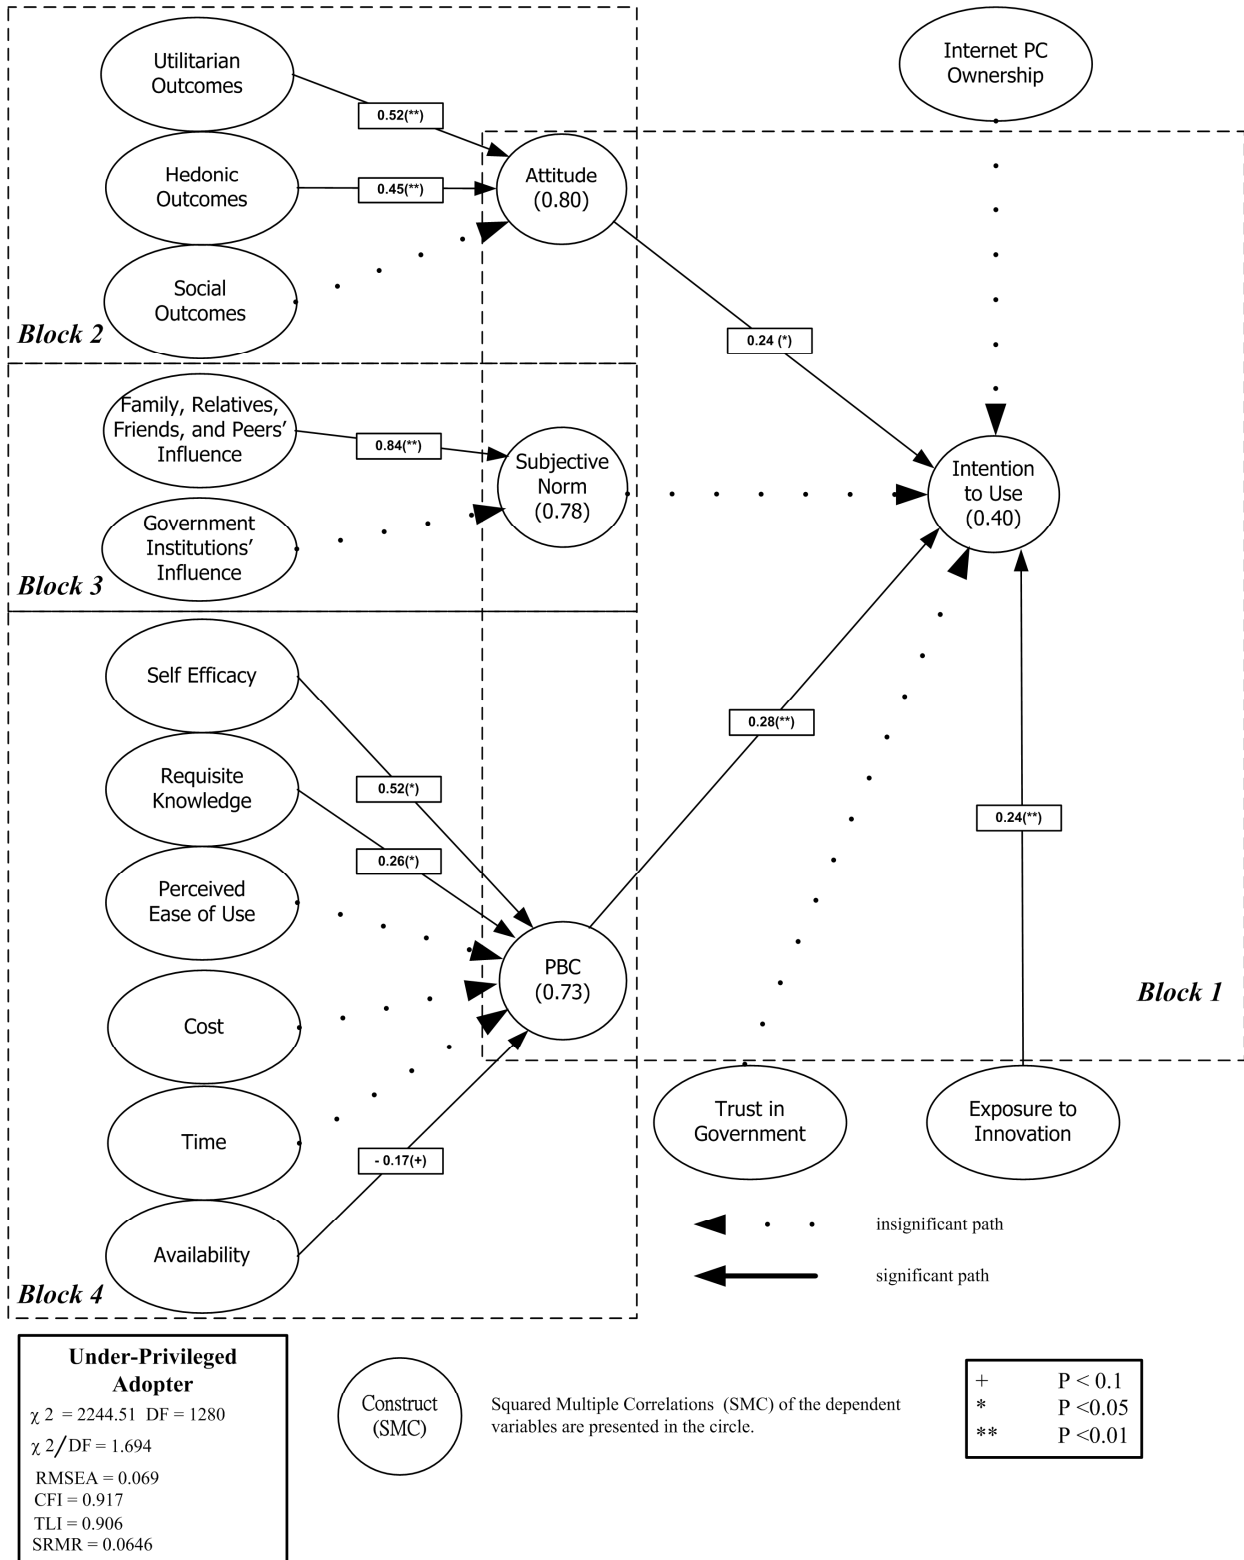 Utilitarian
Outcomes
0.52(**)
Hedonic
Outcomes
0.45(**)
Attitude
(0.80)
Social
Outcomes
Block 2
Internet PC
Ownership
0.24 (*)
Family, Relatives,
Friends, and Peers’
Influence
0.84(**)
Subjective
Norm
(0.78)
Government
Institutions’
Influence
Block 3
Intention
to Use
(0.40)
Self Efficacy
0.52(*)
Requisite
Knowledge
0.26(*)
Perceived
Ease of Use
Cost
PBC
(0.73)
Time
- 0.17(+)
Availability
Block 4
0.28(**)
0.24(**)
Block 1
Trust in
Government
Exposure to
Innovation
insignificant path
significant path
Under-Privileged
Adopter
χ 2 = 2244.51 DF = 1280
χ 2/DF = 1.694
RMSEA = 0.069
CFI = 0.917
TLI = 0.906
SRMR = 0.0646
Construct
(SMC)
Squared Multiple Correlations (SMC) of the dependent
variables are presented in the circle.
+ P < 0.1
* P <0.05
** P <0.01